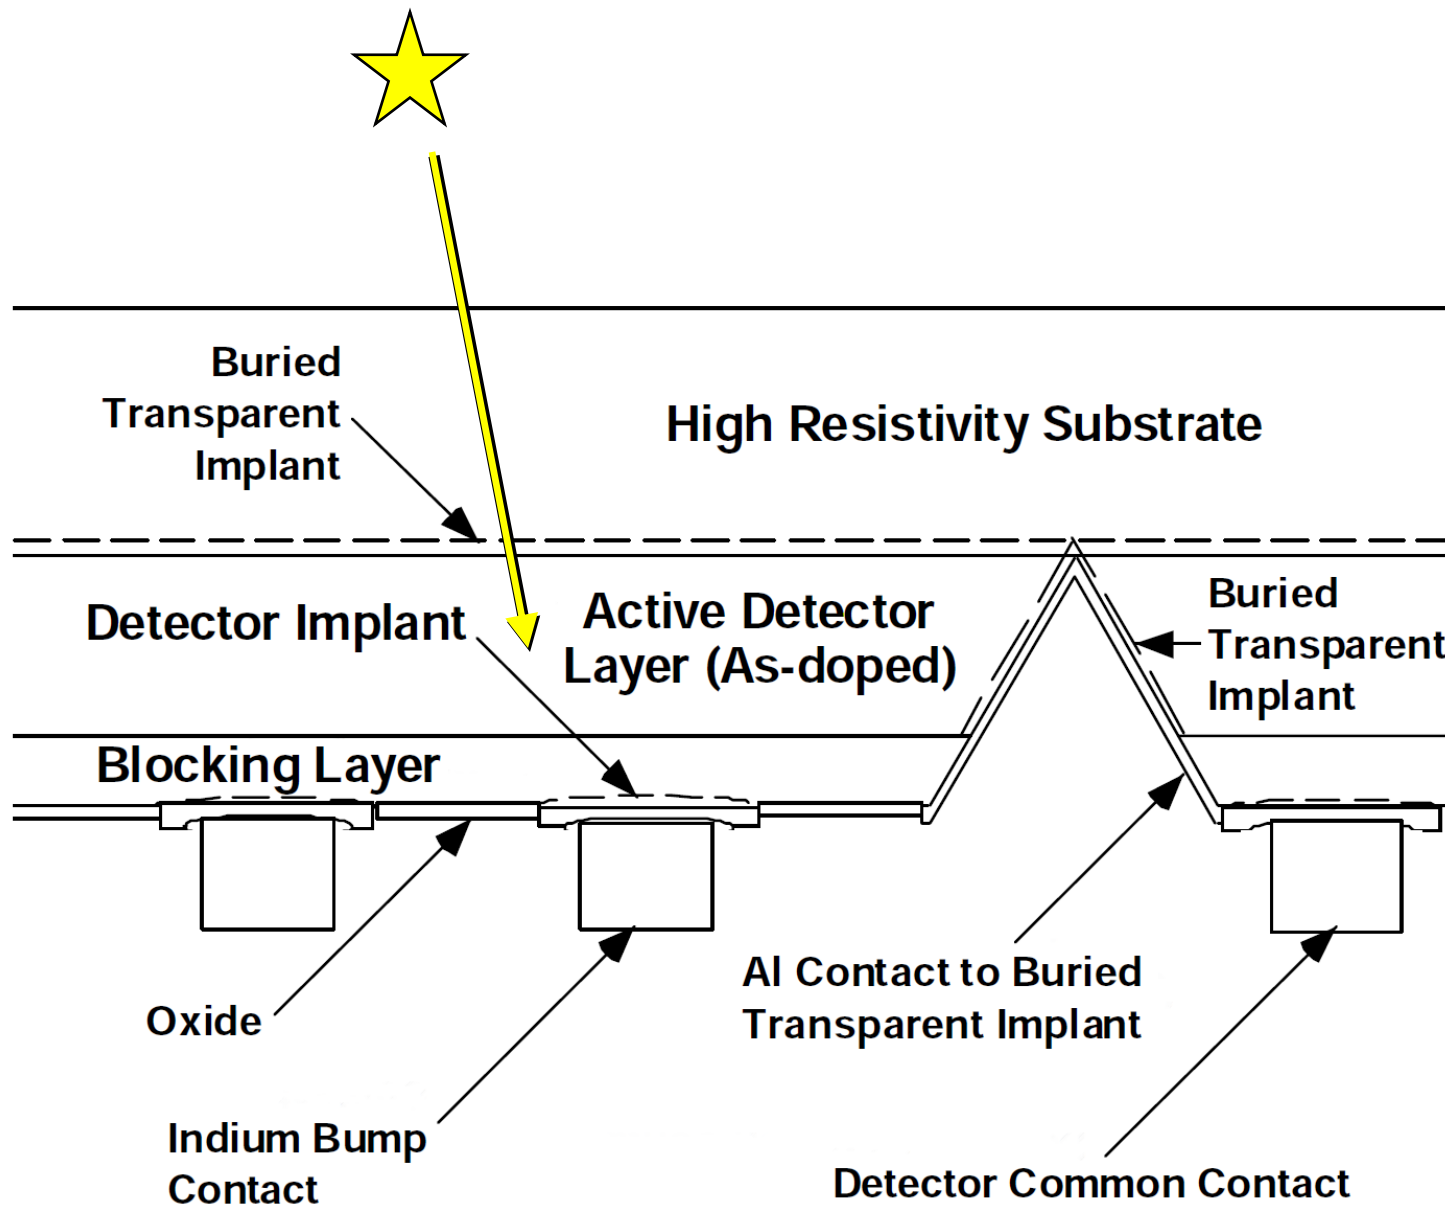 Buried
Transparent
Implant
High Resistivity Substrate
Detector Implant
Active Detector
Layer (As-doped)
Buried
Transparent
Implant
Blocking Layer
Oxide
Al Contact to Buried
Transparent Implant
Indium Bump
Contact
Detector Common Contact